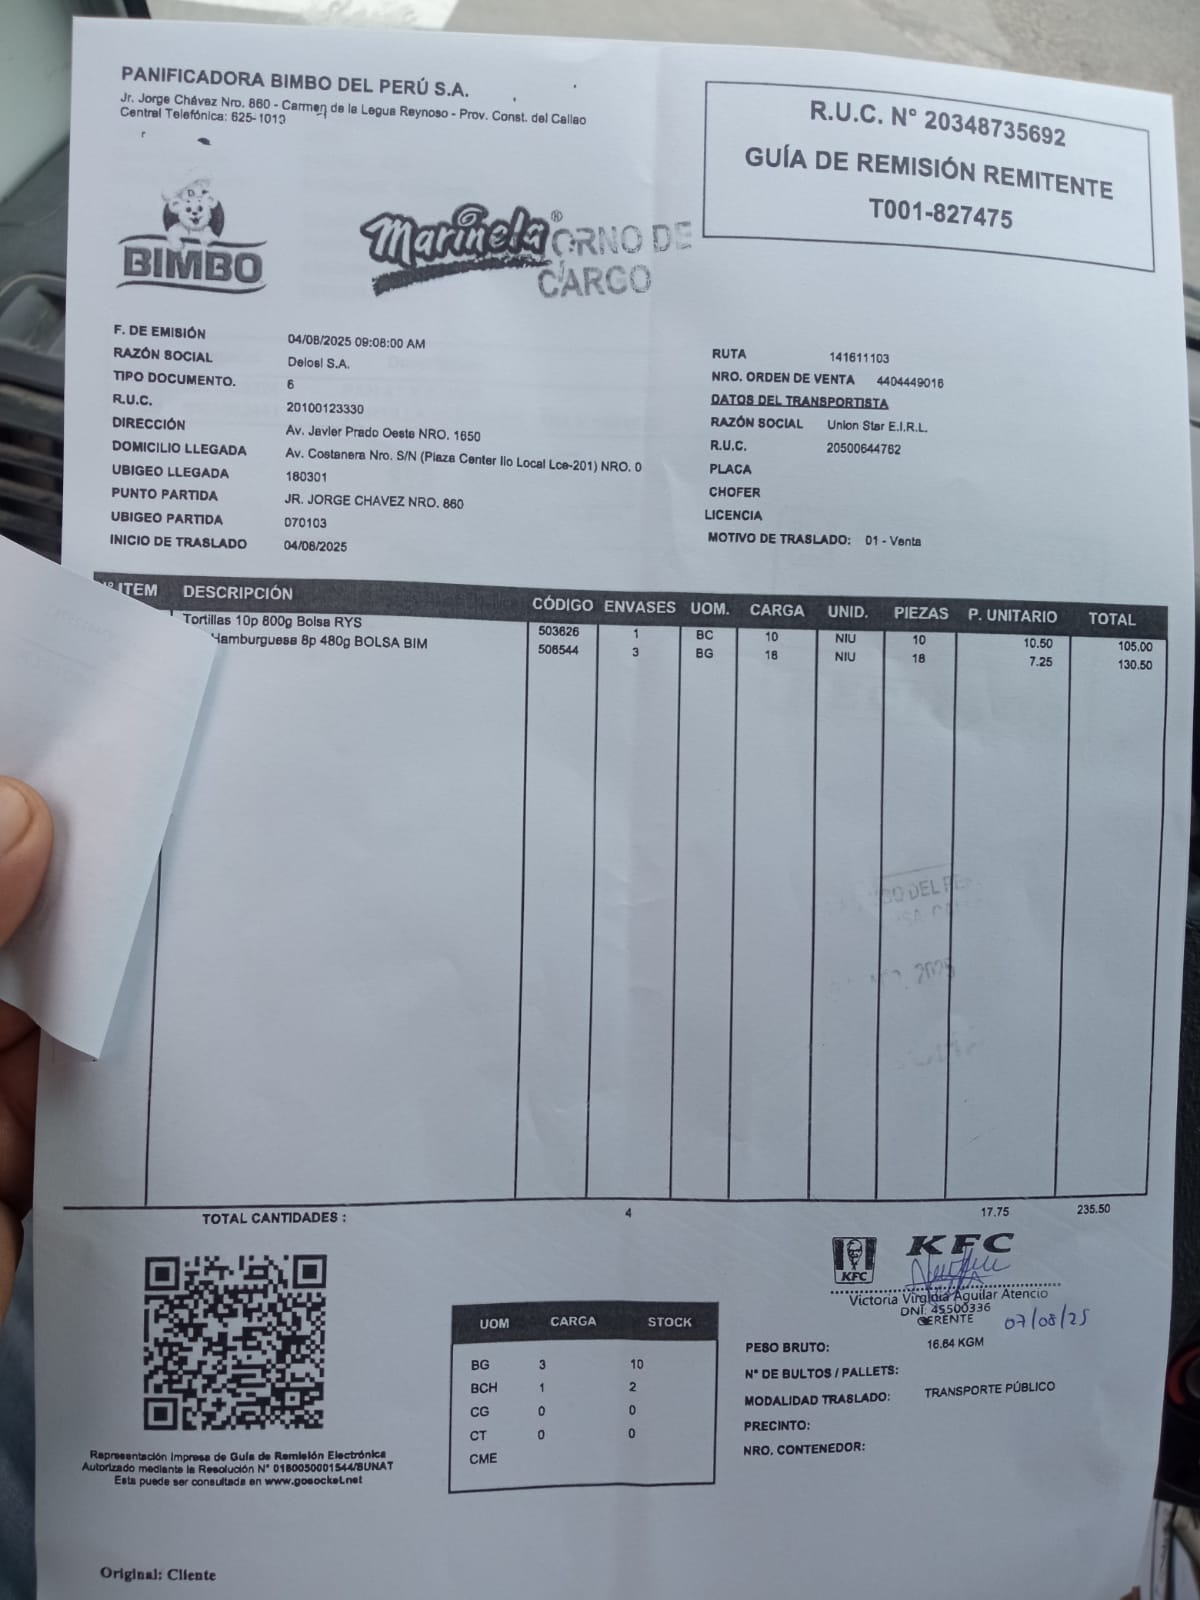 PANIFICADORA BIMBO DEL PERÚ S.A.
Jr. Jorge Chávez Nro. 860 - Carmen de la Legua Reynoso - Prov. Const. del Callao
Central Telefónica: 625-1013
R.U.C. N° 20348735692
GUÍA DE REMISIÓN REMITENTE
T001-827475
BIMBO
Marinela®
ORNO DE
CARGO
F. DE EMISIÓN 04/08/2025 09:08:00 AM
RAZÓN SOCIAL Delosi S.A.
TIPO DOCUMENTO. 6
R.U.C. 20100123330
DIRECCIÓN Av. Javier Prado Oeste NRO. 1650
DOMICILIO LLEGADA Av. Costanera Nro. S/N (Plaza Center Ilo Local Lce-201) NRO. 0
UBIGEO LLEGADA 180301
PUNTO PARTIDA JR. JORGE CHAVEZ NRO. 860
UBIGEO PARTIDA 070103
INICIO DE TRASLADO 04/08/2025
RUTA 141611103
NRO. ORDEN DE VENTA 4404449016
DATOS DEL TRANSPORTISTA
RAZÓN SOCIAL Union Star E.I.R.L.
R.U.C. 20500644762
PLACA
CHOFER
LICENCIA
MOTIVO DE TRASLADO: 01 - Venta
ITEM DESCRIPCIÓN CÓDIGO ENVASES UOM. CARGA UNID. PIEZAS P. UNITARIO TOTAL
Tortillas 10p 800g Bolsa RYS 503626 1 BC 10 NIU 10 10.50 105.00
Hamburguesa 8p 480g BOLSA BIM 506544 3 BG 18 NIU 18 7.25 130.50
TOTAL CANTIDADES : 4 17.75 235.50
KFC
KFC
Victoria Virginia Aguilar Atencio
DNI: 45500336
GERENTE
07/08/25
UOM CARGA STOCK
BG 3 10
BCH 1 2
CG 0 0
CT 0 0
CME
PESO BRUTO: 16.64 KGM
N° DE BULTOS / PALLETS:
MODALIDAD TRASLADO: TRANSPORTE PÚBLICO
PRECINTO:
NRO. CONTENEDOR:
Representación Impresa de Guía de Remisión Electrónica
Autorizado mediante la Resolución N° 0180050001544/SUNAT
Esta puede ser consultada en www.gosocket.net
Original: Cliente